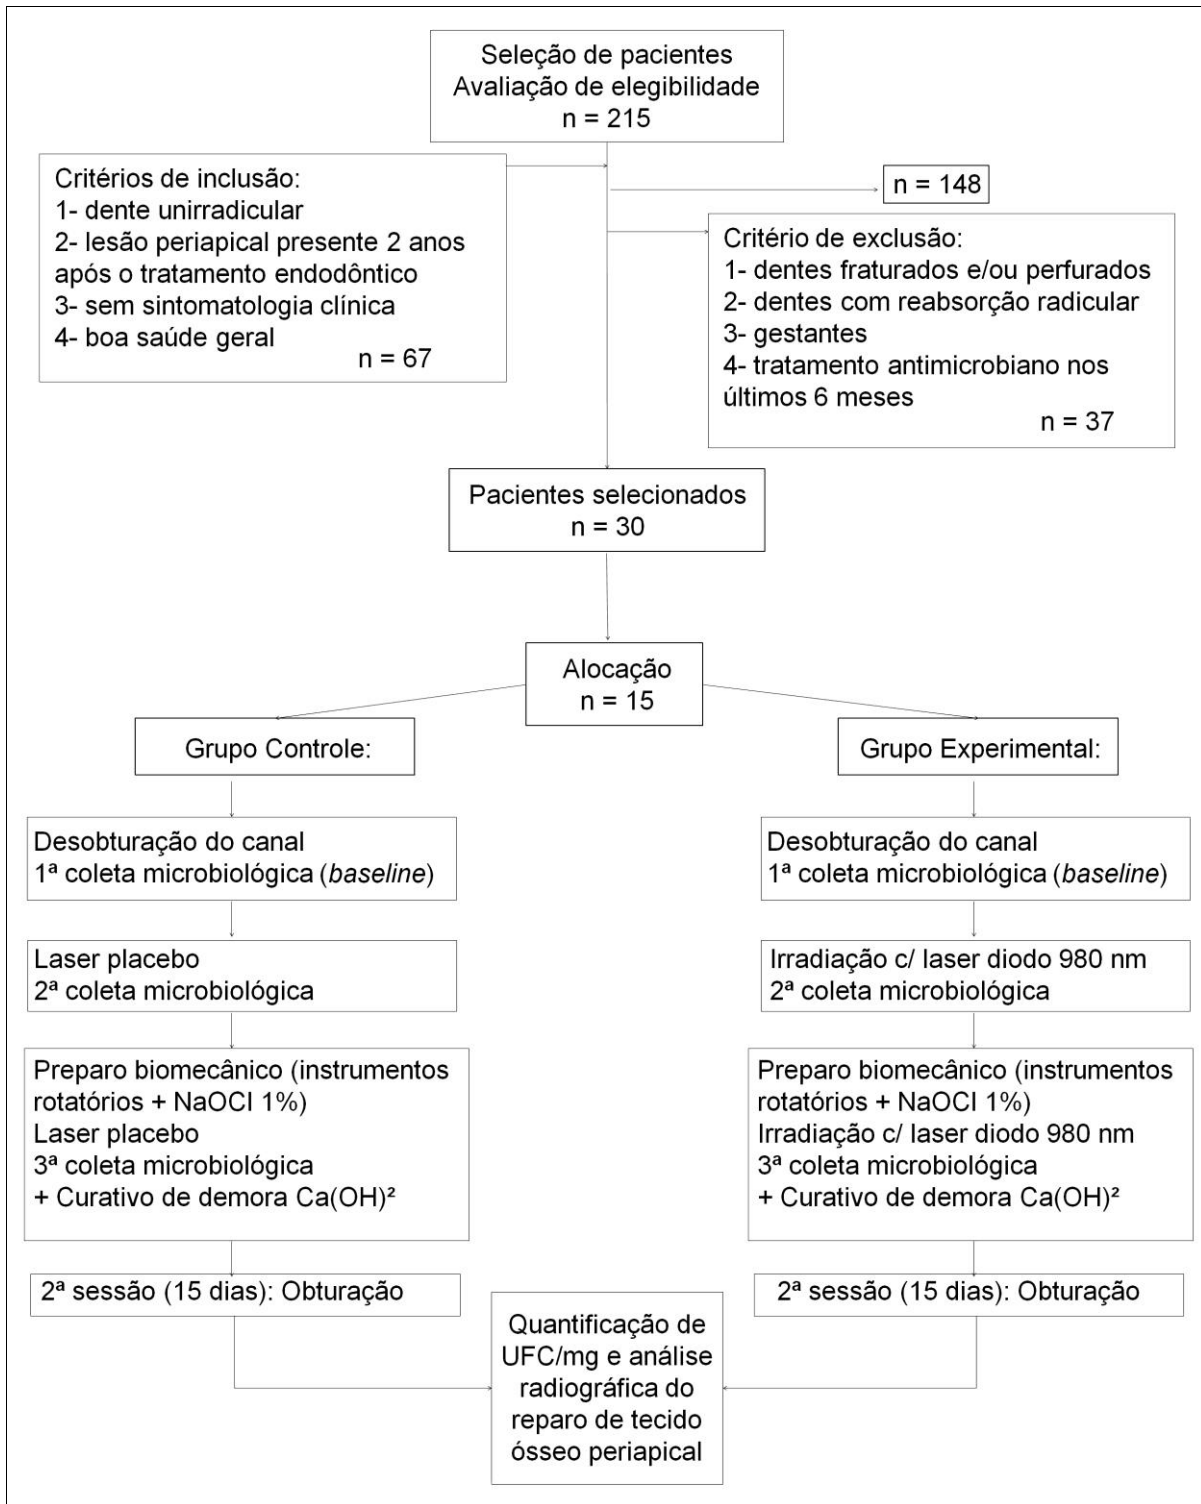 Seleção de pacientes
Avaliação de elegibilidade
n = 215
Critérios de inclusão:
1- dente unirradicular
2- lesão periapical presente 2 anos
após o tratamento endodôntico
3- sem sintomatologia clínica
4- boa saúde geral
n = 67
n = 148
Critério de exclusão:
1- dentes fraturados e/ou perfurados
2- dentes com reabsorção radicular
3- gestantes
4- tratamento antimicrobiano nos
últimos 6 meses
n = 37
Pacientes selecionados
n = 30
Alocação
n = 15
Grupo Controle:
Desobturação do canal
1ª coleta microbiológica (baseline)
Laser placebo
2ª coleta microbiológica
Preparo biomecânico (instrumentos
rotatórios + NaOCl 1%)
Laser placebo
3ª coleta microbiológica
+ Curativo de demora Ca(OH)²
2ª sessão (15 dias): Obturação
Grupo Experimental:
Desobturação do canal
1ª coleta microbiológica (baseline)
Irradiação c/ laser diodo 980 nm
2ª coleta microbiológica
Preparo biomecânico (instrumentos
rotatórios + NaOCl 1%)
Irradiação c/ laser diodo 980 nm
3ª coleta microbiológica
+ Curativo de demora Ca(OH)²
2ª sessão (15 dias): Obturação
Quantificação de
UFC/mg e análise
radiográfica do
reparo de tecido
ósseo periapical